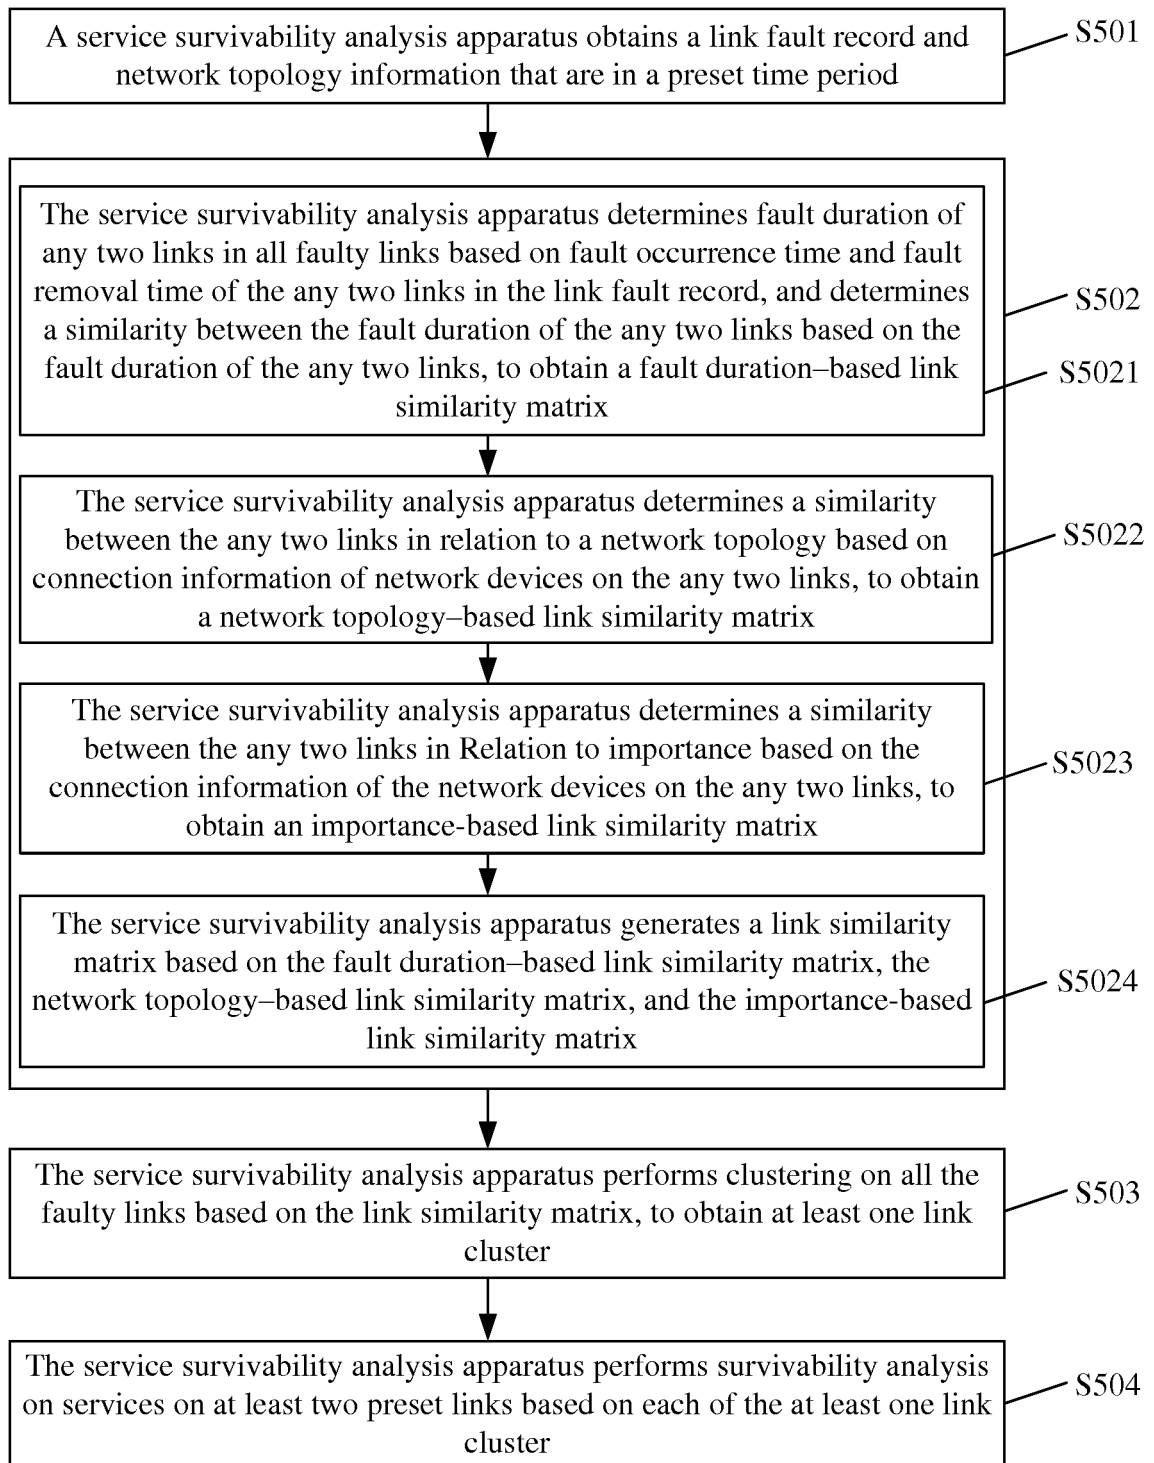 A service survivability analysis apparatus obtains a link fault record and
network topology information that are in a preset time period
S501
The service survivability analysis apparatus determines fault duration of
any two links in all faulty links based on fault occurrence time and fault
removal time of the any two links in the link fault record, and determines
a similarity between the fault duration of the any two links based on the
fault duration of the any two links, to obtain a fault duration–based link
similarity matrix
S502
S5021
The service survivability analysis apparatus determines a similarity
between the any two links in relation to a network topology based on
connection information of network devices on the any two links, to obtain
a network topology–based link similarity matrix
S5022
The service survivability analysis apparatus determines a similarity
between the any two links in Relation to importance based on the
connection information of the network devices on the any two links, to
obtain an importance-based link similarity matrix
S5023
The service survivability analysis apparatus generates a link similarity
matrix based on the fault duration–based link similarity matrix, the
network topology–based link similarity matrix, and the importance-based
link similarity matrix
S5024
The service survivability analysis apparatus performs clustering on all the
faulty links based on the link similarity matrix, to obtain at least one link
cluster
S503
The service survivability analysis apparatus performs survivability analysis
on services on at least two preset links based on each of the at least one link
cluster
S504